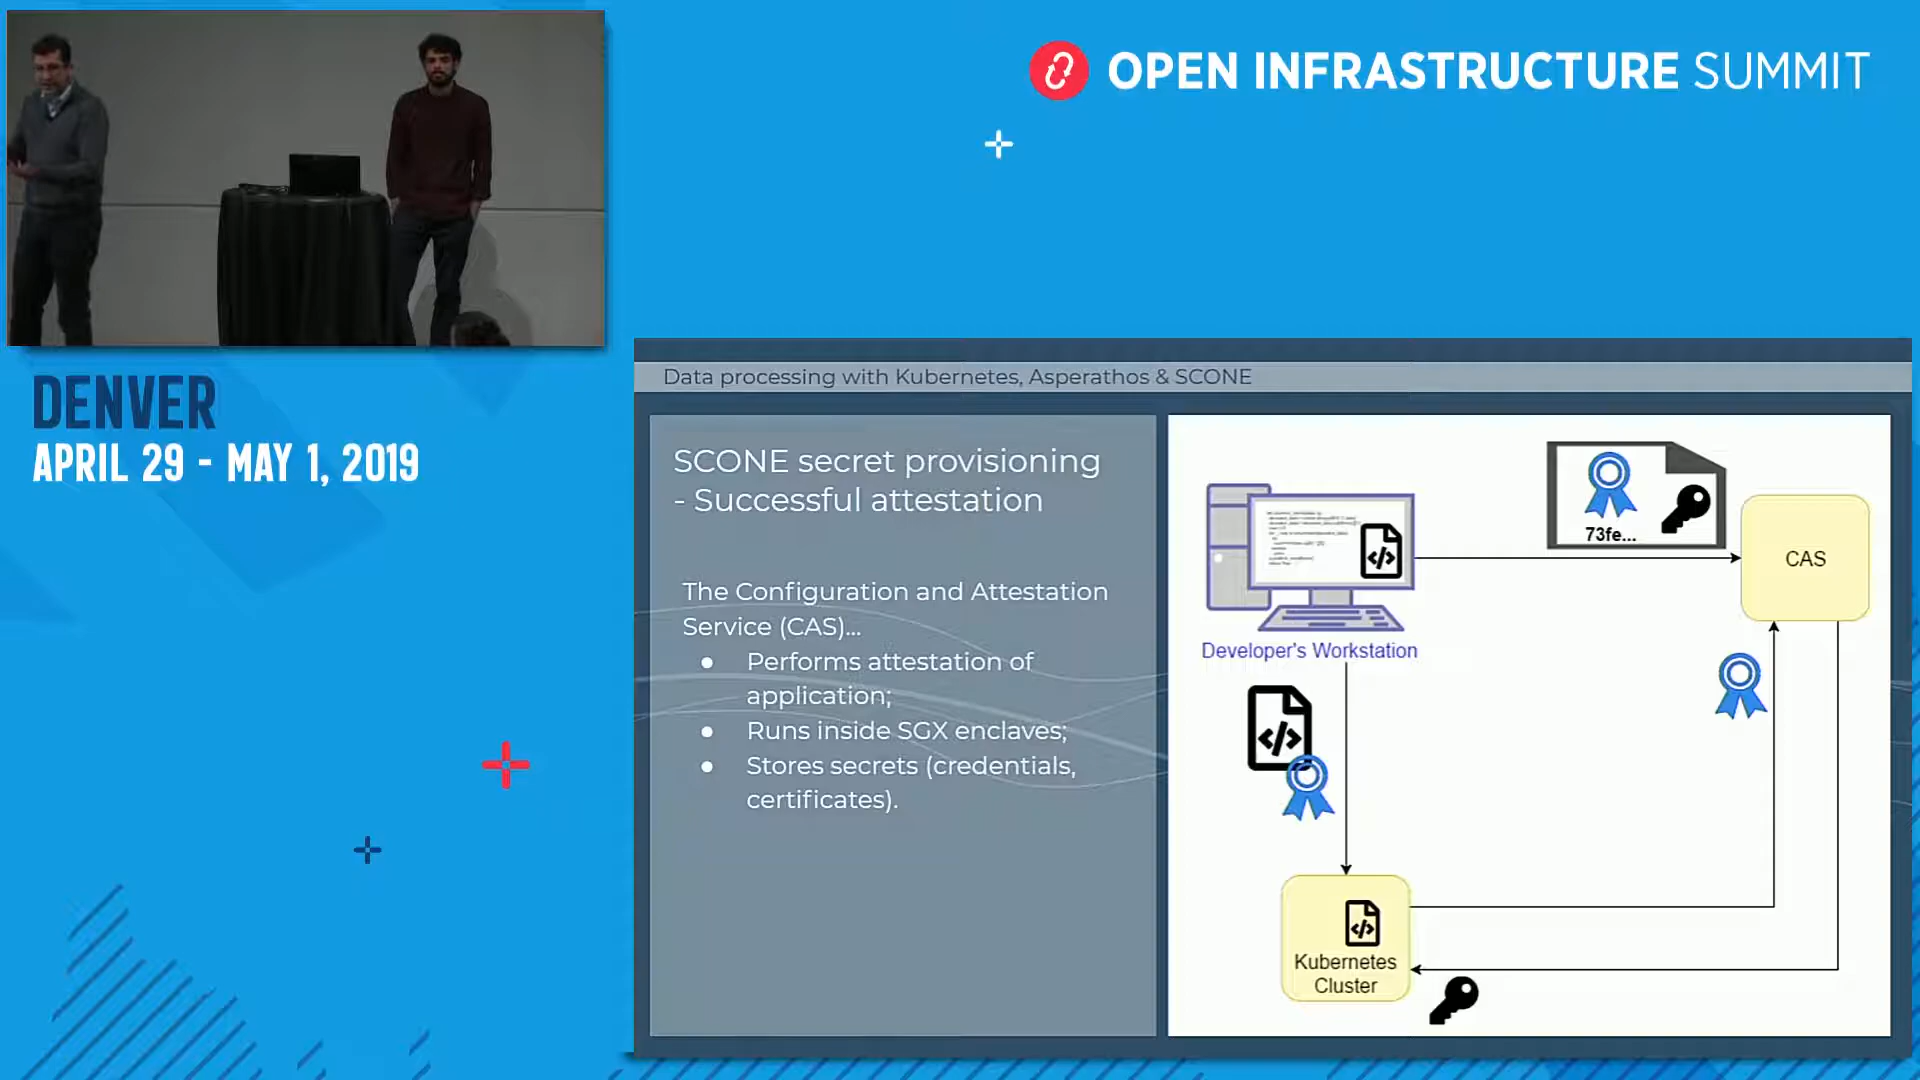 OPEN INFRASTRUCTURE SUMMIT
DENVER
APRIL 29 - MAY 1, 2019
Data processing with Kubernetes, Asperathos & SCONE
SCONE secret provisioning
- Successful attestation
The Configuration and Attestation
Service (CAS)...
● Performs attestation of
application;
● Runs inside SGX enclaves;
● Stores secrets (credentials,
certificates).
73fe...
CAS
</>
Developer's Workstation
</>
</>
Kubernetes
Cluster